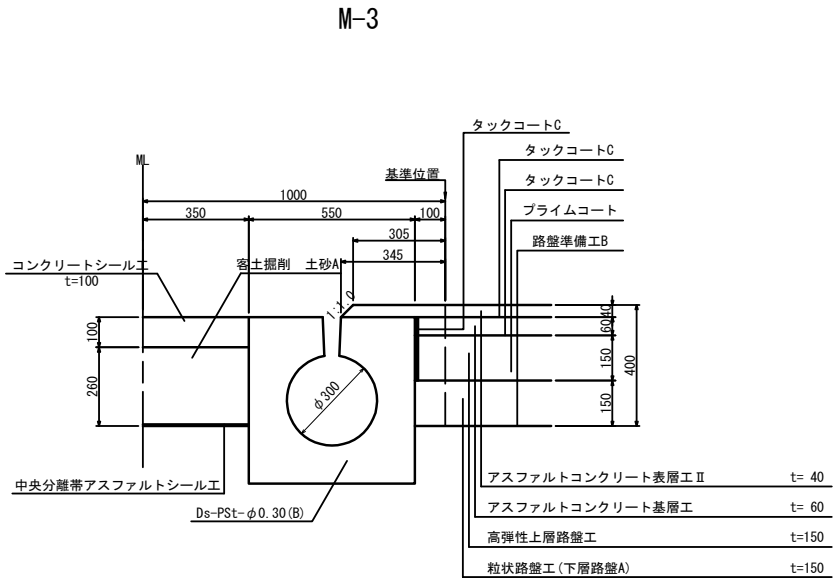 M-3
タックコートC
タックコートC
ML
基準位置
タックコートC
1000
350
550
100
プライムコート
305
路盤準備工B
345
コンクリートシール工
t=100
客土掘削 土砂A
1:1.0
40
60
100
150
400
260
φ300
150
中央分離帯アスファルトシール工
アスファルトコンクリート表層工Ⅱ t= 40
Ds-PSt-φ0.30(B)
アスファルトコンクリート基層工 t= 60
高弾性上層路盤工 t=150
粒状路盤工(下層路盤A) t=150